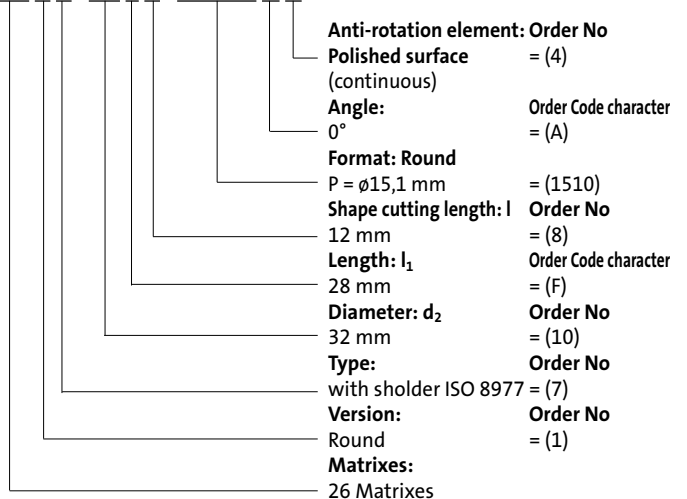 Anti-rotation element: Order No
Polished surface = (4)
(continuous)
Angle: Order Code character
0° = (A)
Format: Round
P = ø15,1 mm = (1510)
Shape cutting length: l Order No
12 mm = (8)
Length: l₁ Order Code character
28 mm = (F)
Diameter: d₂ Order No
32 mm = (10)
Type: Order No
with sholder ISO 8977 = (7)
Version: Order No
Round = (1)
Matrixes:
26 Matrixes